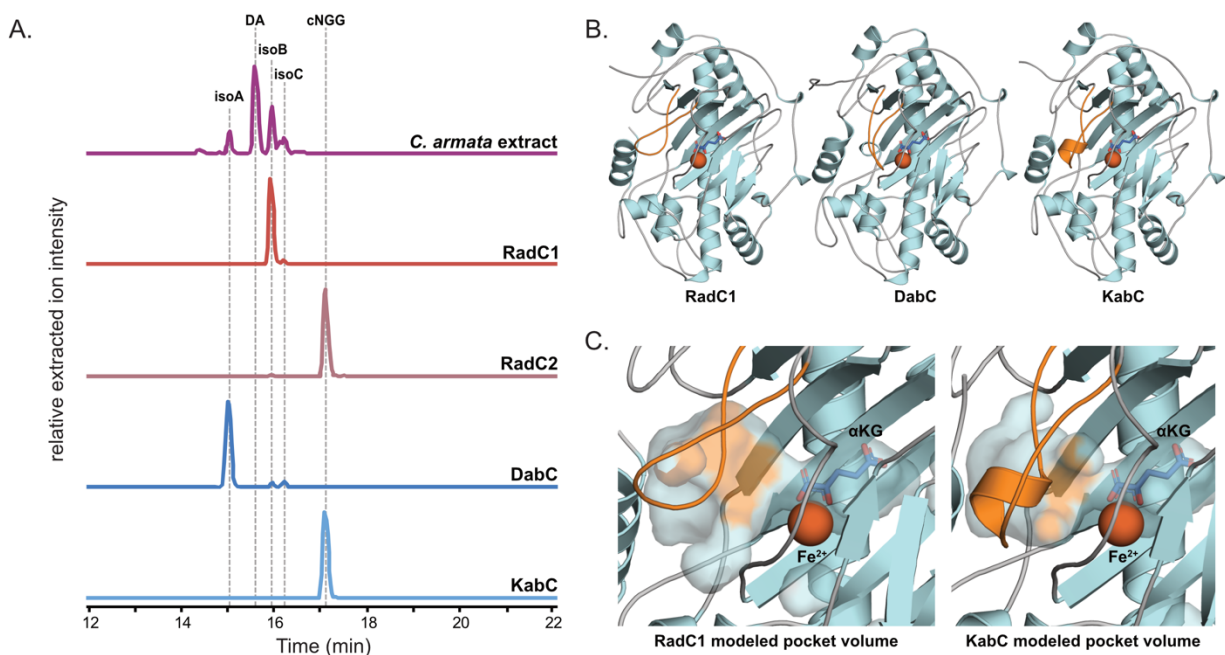 A.
DA
cNGG
isoB
isoC
isoA
C. armata extract
RadC1
RadC2
DabC
KabC
relative extracted ion intensity
12 14 16 18 20 22
Time (min)
B.
RadC1 DabC KabC
C.
αKG
Fe²⁺
RadC1 modeled pocket volume
αKG
Fe²⁺
KabC modeled pocket volume